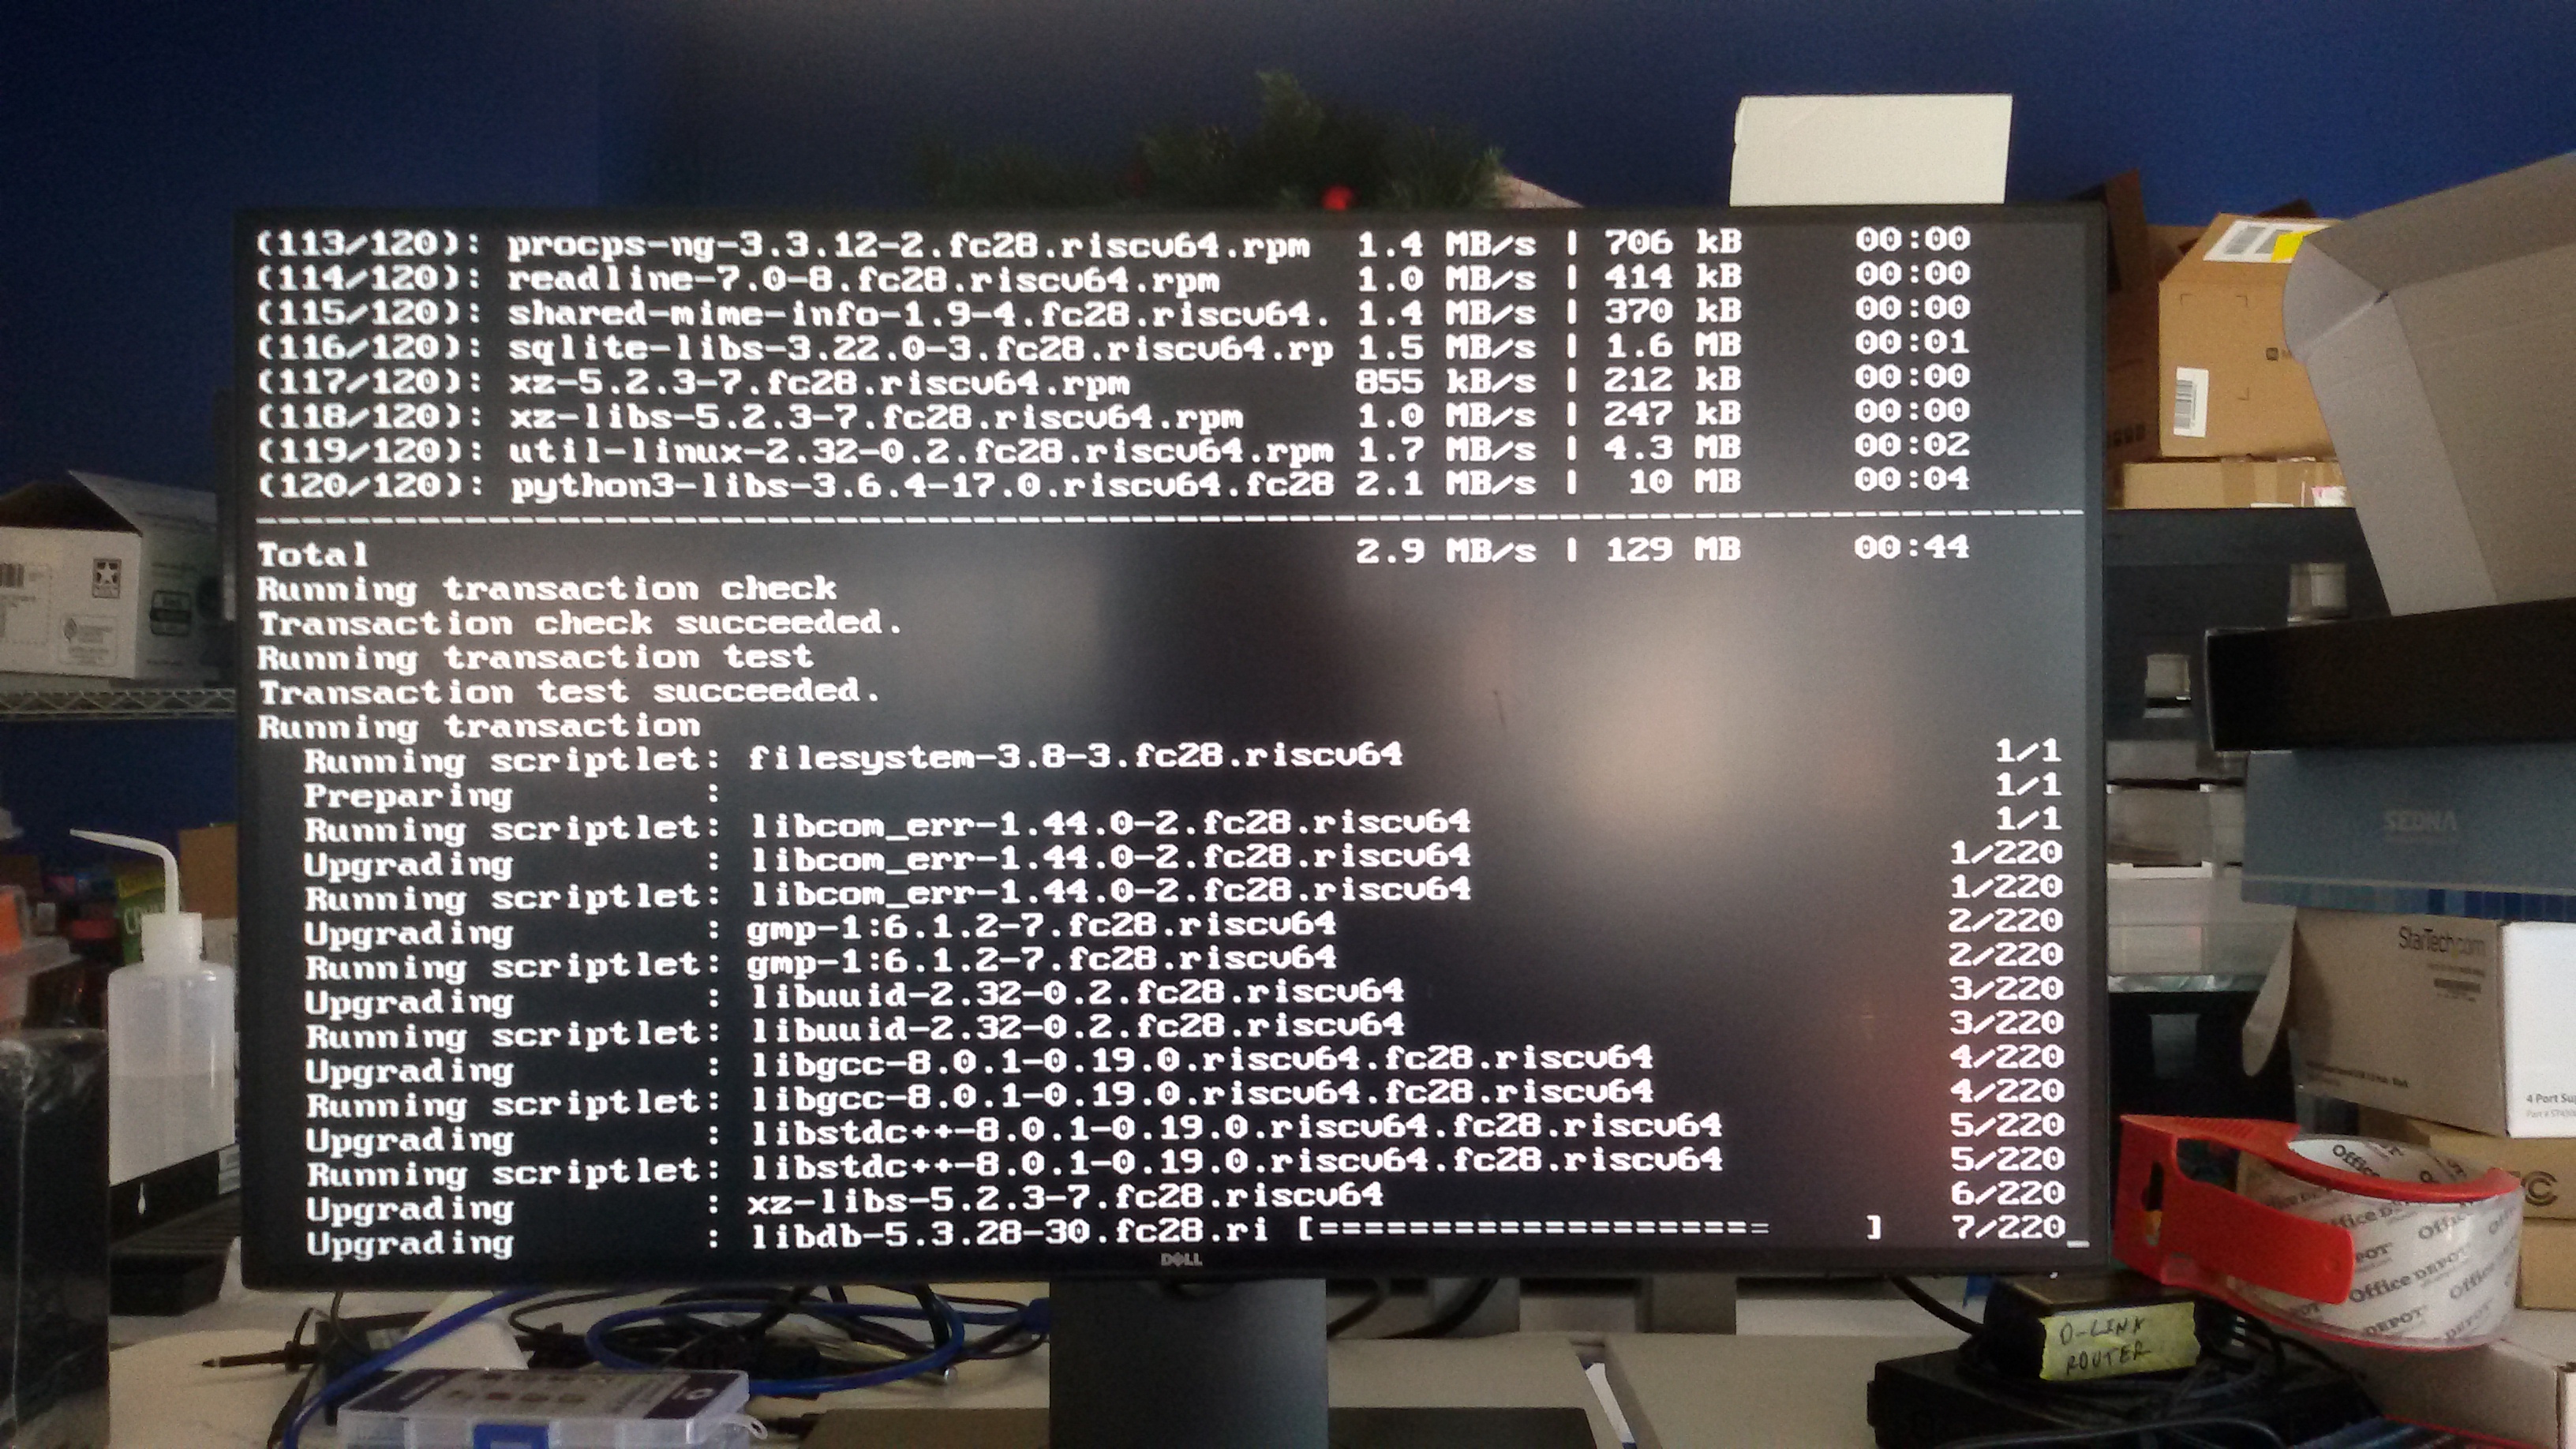 (113/120): procps-ng-3.3.12-2.fc28.riscv64.rpm 1.4 MB/s | 706 kB 00:00
(114/120): readline-7.0-8.fc28.riscv64.rpm 1.0 MB/s | 414 kB 00:00
(115/120): shared-mime-info-1.9-4.fc28.riscv64. 1.4 MB/s | 370 kB 00:00
(116/120): sqlite-libs-3.22.0-3.fc28.riscv64.rp 1.5 MB/s | 1.6 MB 00:01
(117/120): xz-5.2.3-7.fc28.riscv64.rpm 855 kB/s | 212 kB 00:00
(118/120): xz-libs-5.2.3-7.fc28.riscv64.rpm 1.0 MB/s | 247 kB 00:00
(119/120): util-linux-2.32-0.2.fc28.riscv64.rpm 1.7 MB/s | 4.3 MB 00:02
(120/120): python3-libs-3.6.4-17.0.riscv64.fc28 2.1 MB/s | 10 MB 00:04
--------------------------------------------------------------------------------
Total 2.9 MB/s | 129 MB 00:44
Running transaction check
Transaction check succeeded.
Running transaction test
Transaction test succeeded.
Running transaction
Running scriptlet: filesystem-3.8-3.fc28.riscv64 1/1
Preparing : 1/1
Running scriptlet: libcom_err-1.44.0-2.fc28.riscv64 1/1
Upgrading : libcom_err-1.44.0-2.fc28.riscv64 1/220
Running scriptlet: libcom_err-1.44.0-2.fc28.riscv64 1/220
Upgrading : gmp-1:6.1.2-7.fc28.riscv64 2/220
Running scriptlet: gmp-1:6.1.2-7.fc28.riscv64 2/220
Upgrading : libuuid-2.32-0.2.fc28.riscv64 3/220
Running scriptlet: libuuid-2.32-0.2.fc28.riscv64 3/220
Upgrading : libgcc-8.0.1-0.19.0.riscv64.fc28.riscv64 4/220
Running scriptlet: libgcc-8.0.1-0.19.0.riscv64.fc28.riscv64 4/220
Upgrading : libstdc++-8.0.1-0.19.0.riscv64.fc28.riscv64 5/220
Running scriptlet: libstdc++-8.0.1-0.19.0.riscv64.fc28.riscv64 5/220
Upgrading : xz-libs-5.2.3-7.fc28.riscv64 6/220
Upgrading : libdb-5.3.28-30.fc28.ri [==================== ] 7/220_
DELL
SEDNA
StarTech.com
4 Port Su
Office DEPOT
D-LINK
ROUTER